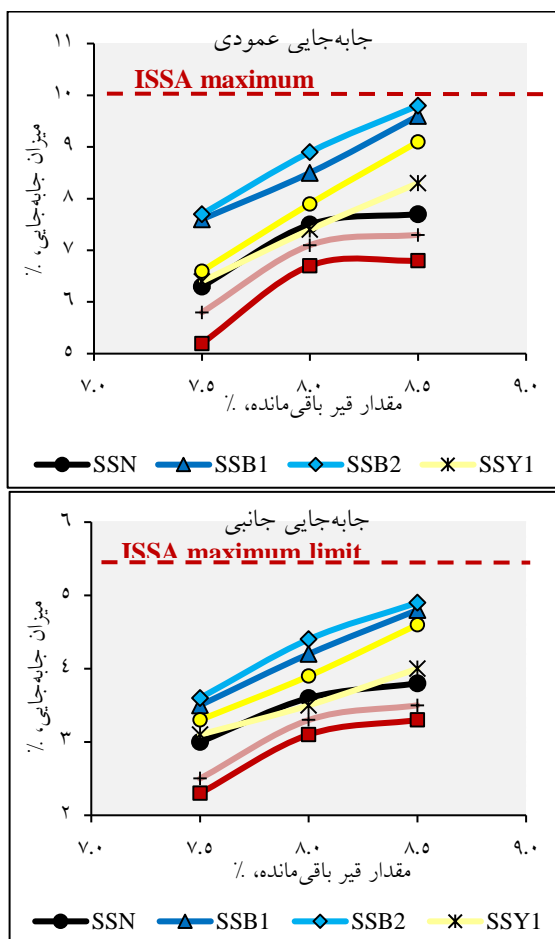 جابه‌جایی عمودی
ISSA maximum
میزان جابه‌جایی، %
۱۱
۱۰
۹
۸
۷
۶
۵
۷.۰ ۷.۵ ۸.۰ ۸.۵ ۹.۰
مقدار قیر باقی‌مانده، %
SSN SSB1 SSB2 SSY1
جابه‌جایی جانبی
ISSA maximum limit
میزان جابه‌جایی، %
۶
۵
۴
۳
۲
۷.۰ ۷.۵ ۸.۰ ۸.۵ ۹.۰
مقدار قیر باقی‌مانده، %
SSN SSB1 SSB2 SSY1